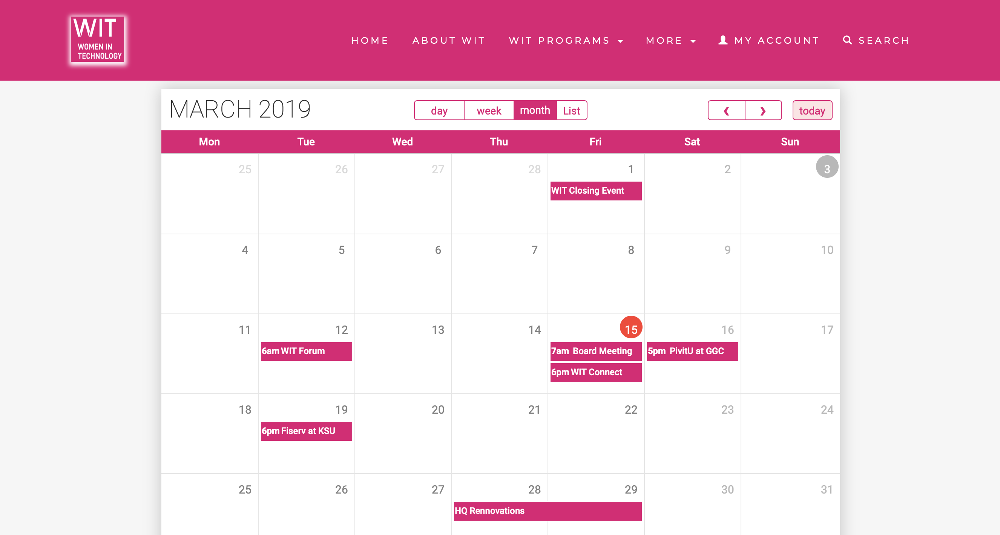 WIT
WOMEN IN
TECHNOLOGY
HOME ABOUT WIT WIT PROGRAMS MORE MY ACCOUNT SEARCH
MARCH 2019 day week month List ❮ ❯ today
Mon Tue Wed Thu Fri Sat Sun
25 26 27 28 1 2 3
WIT Closing Event
4 5 6 7 8 9 10
11 12 13 14 15 16 17
6am WIT Forum 7am Board Meeting 5pm PivitU at GGC
6pm WIT Connect
18 19 20 21 22 23 24
6pm Fiserv at KSU
25 26 27 28 29 30 31
HQ Rennovations